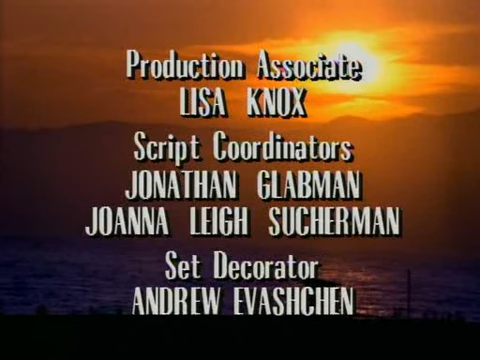 Production Associate
LISA KNOX
Script Coordinators
JONATHAN GLABMAN
JOANNA LEIGH SUCHERMAN
Set Decorator
ANDREW EVASHCHEN